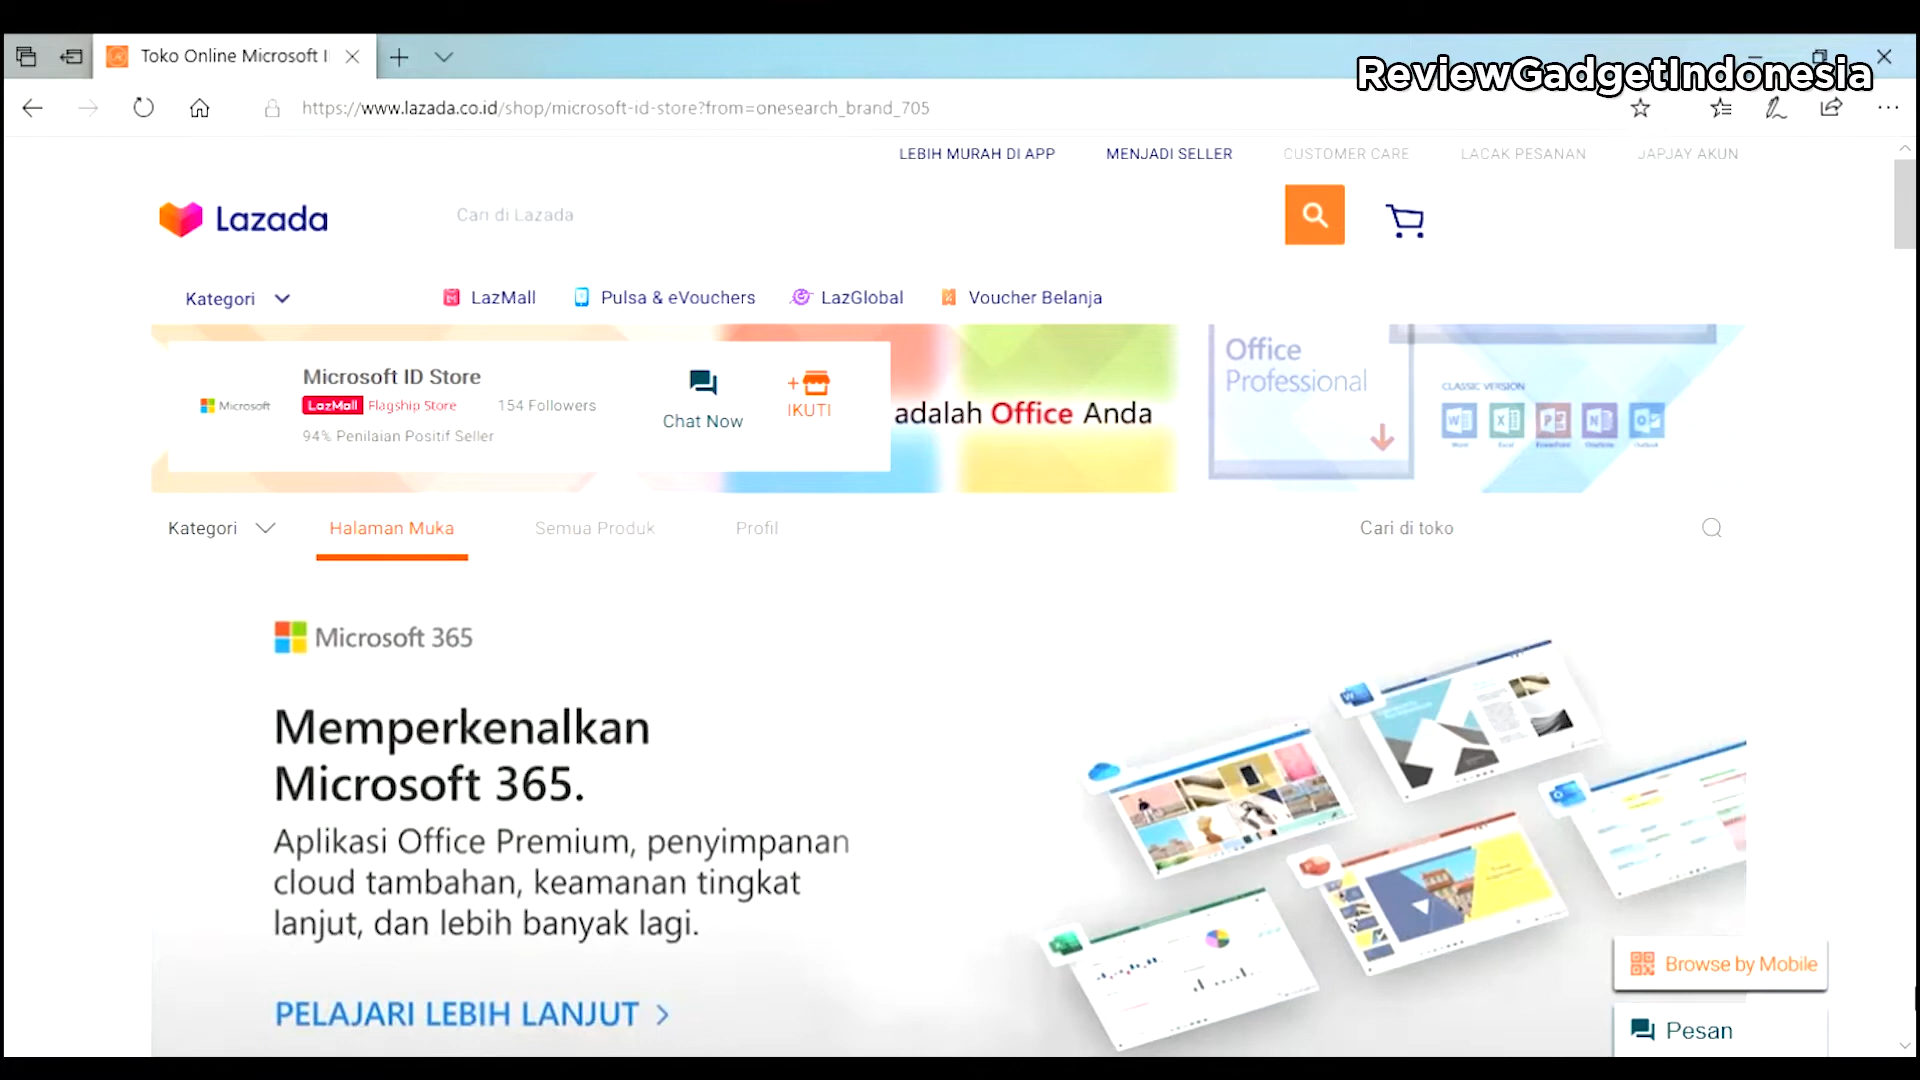 Toko Online Microsoft I
ReviewGadgetIndonesia
https://www.lazada.co.id/shop/microsoft-id-store?from=onesearch_brand_705
LEBIH MURAH DI APP
MENJADI SELLER
CUSTOMER CARE
LACAK PESANAN
JAPJAY AKUN
Lazada
Cari di Lazada
Kategori
LazMall
Pulsa & eVouchers
LazGlobal
Voucher Belanja
Microsoft
Microsoft ID Store
LazMall Flagship Store
154 Followers
94% Penilaian Positif Seller
Chat Now
+
IKUTI
adalah Office Anda
Office
Professional
CLASSIC VERSION
Word
Excel
PowerPoint
OneNote
Outlook
Kategori
Halaman Muka
Semua Produk
Profil
Cari di toko
Microsoft 365
Memperkenalkan
Microsoft 365.
Aplikasi Office Premium, penyimpanan
cloud tambahan, keamanan tingkat
lanjut, dan lebih banyak lagi.
PELAJARI LEBIH LANJUT >
Browse by Mobile
Pesan